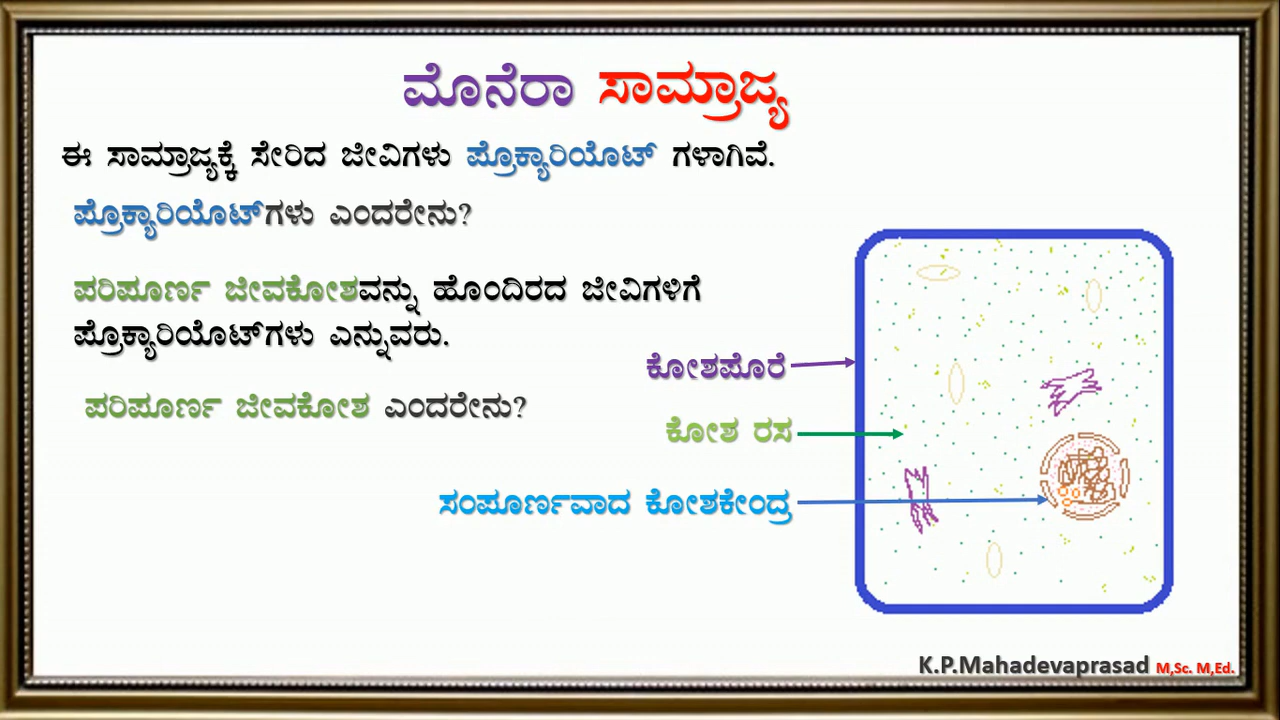 ಮೊನೆರಾ ಸಾಮ್ರಾಜ್ಯ
ಈ ಸಾಮ್ರಾಜ್ಯಕ್ಕೆ ಸೇರಿದ ಜೀವಿಗಳು ಪ್ರೊಕ್ಯಾರಿಯೊಟ್ ಗಳಾಗಿವೆ.
ಪ್ರೊಕ್ಯಾರಿಯೊಟ್‌ಗಳು ಎಂದರೇನು?
ಪರಿಪೂರ್ಣ ಜೀವಕೋಶವನ್ನು ಹೊಂದಿರದ ಜೀವಿಗಳಿಗೆ
ಪ್ರೊಕ್ಯಾರಿಯೊಟ್‌ಗಳು ಎನ್ನುವರು.
ಪರಿಪೂರ್ಣ ಜೀವಕೋಶ ಎಂದರೇನು?
ಕೋಶಪೊರೆ
ಕೋಶ ರಸ
ಸಂಪೂರ್ಣವಾದ ಕೋಶಕೇಂದ್ರ
K.P.Mahadevaprasad M,Sc. M,Ed.